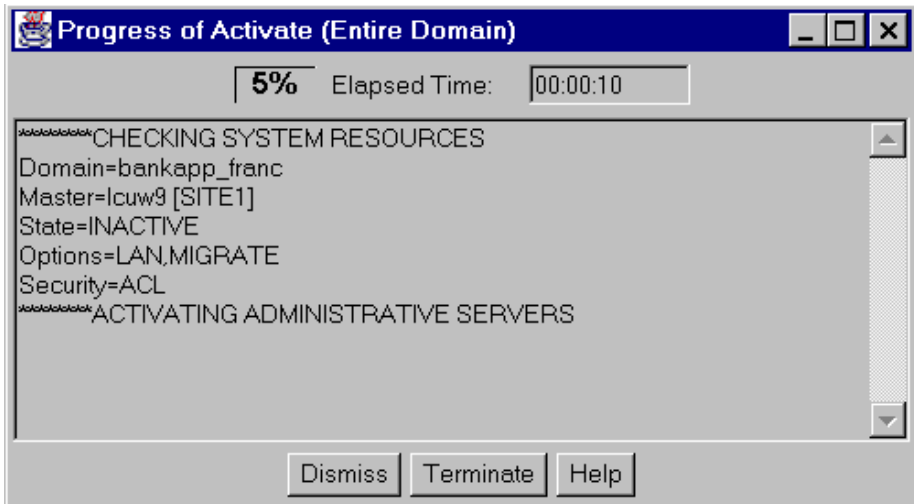 Progress of Activate (Entire Domain)
5% Elapsed Time: 00:00:10
*********CHECKING SYSTEM RESOURCES
Domain=bankapp_franc
Master=lcuw9 [SITE1]
State=INACTIVE
Options=LAN,MIGRATE
Security=ACL
*********ACTIVATING ADMINISTRATIVE SERVERS
Dismiss Terminate Help